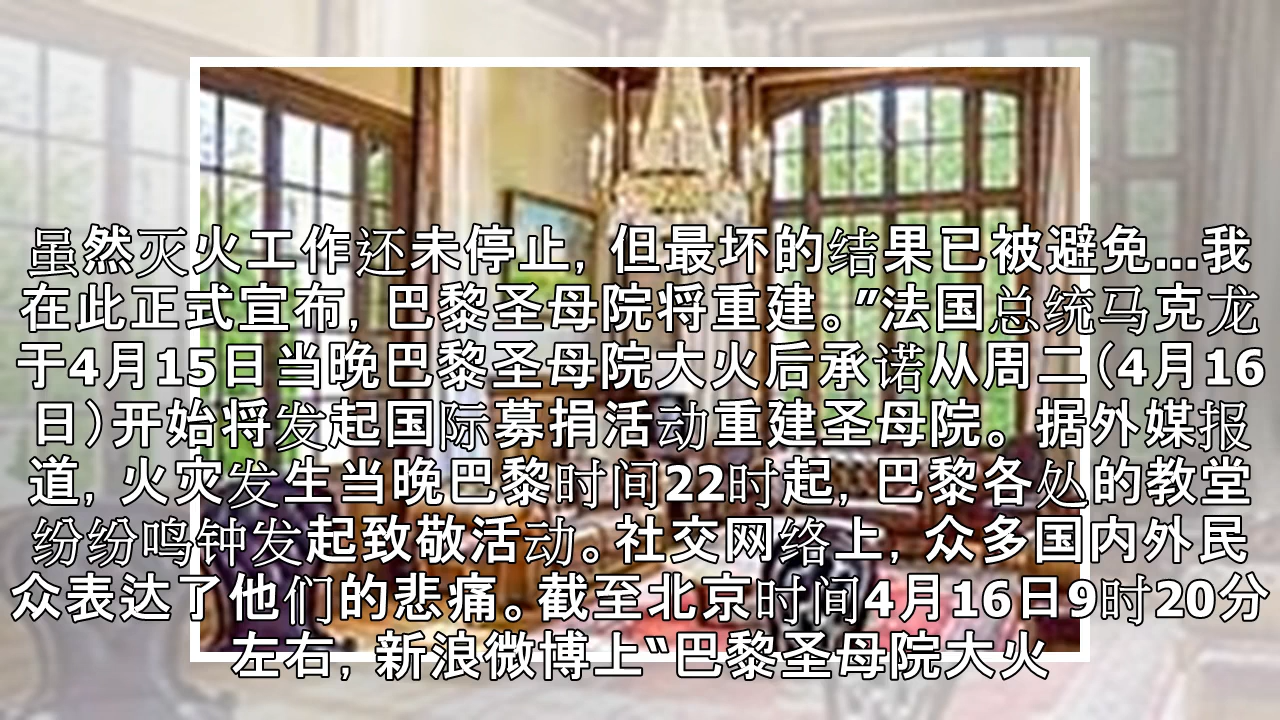 虽然灭火工作还未停止，但最坏的结果已被避免...我
在此正式宣布，巴黎圣母院将重建。”法国总统马克龙
于4月15日当晚巴黎圣母院大火后承诺从周二（4月16
日）开始将发起国际募捐活动重建圣母院。据外媒报
道，火灾发生当晚巴黎时间22时起，巴黎各处的教堂
纷纷鸣钟发起致敬活动。社交网络上，众多国内外民
众表达了他们的悲痛。截至北京时间4月16日9时20分
左右，新浪微博上“巴黎圣母院大火